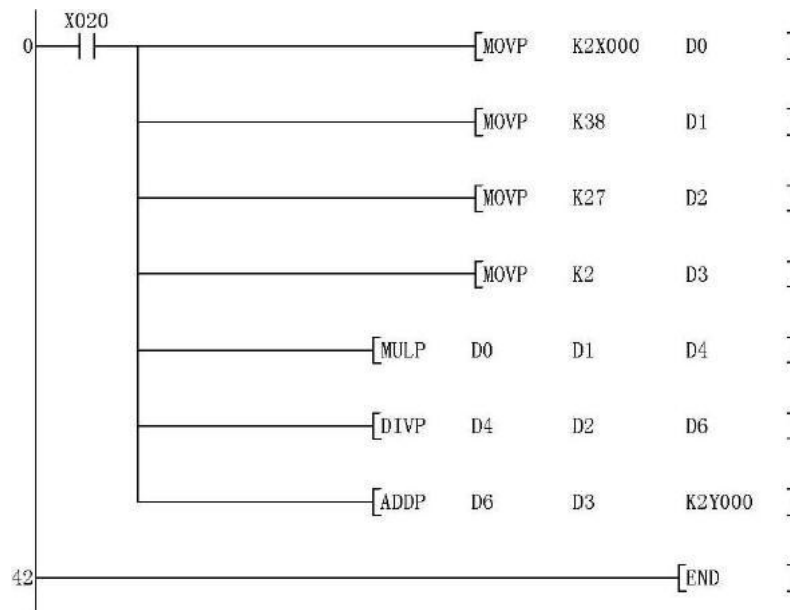 X020
0 [MOVP K2X000 D0 ]
[MOVP K38 D1 ]
[MOVP K27 D2 ]
[MOVP K2 D3 ]
[MULP D0 D1 D4 ]
[DIVP D4 D2 D6 ]
[ADDP D6 D3 K2Y000 ]
42 [END ]